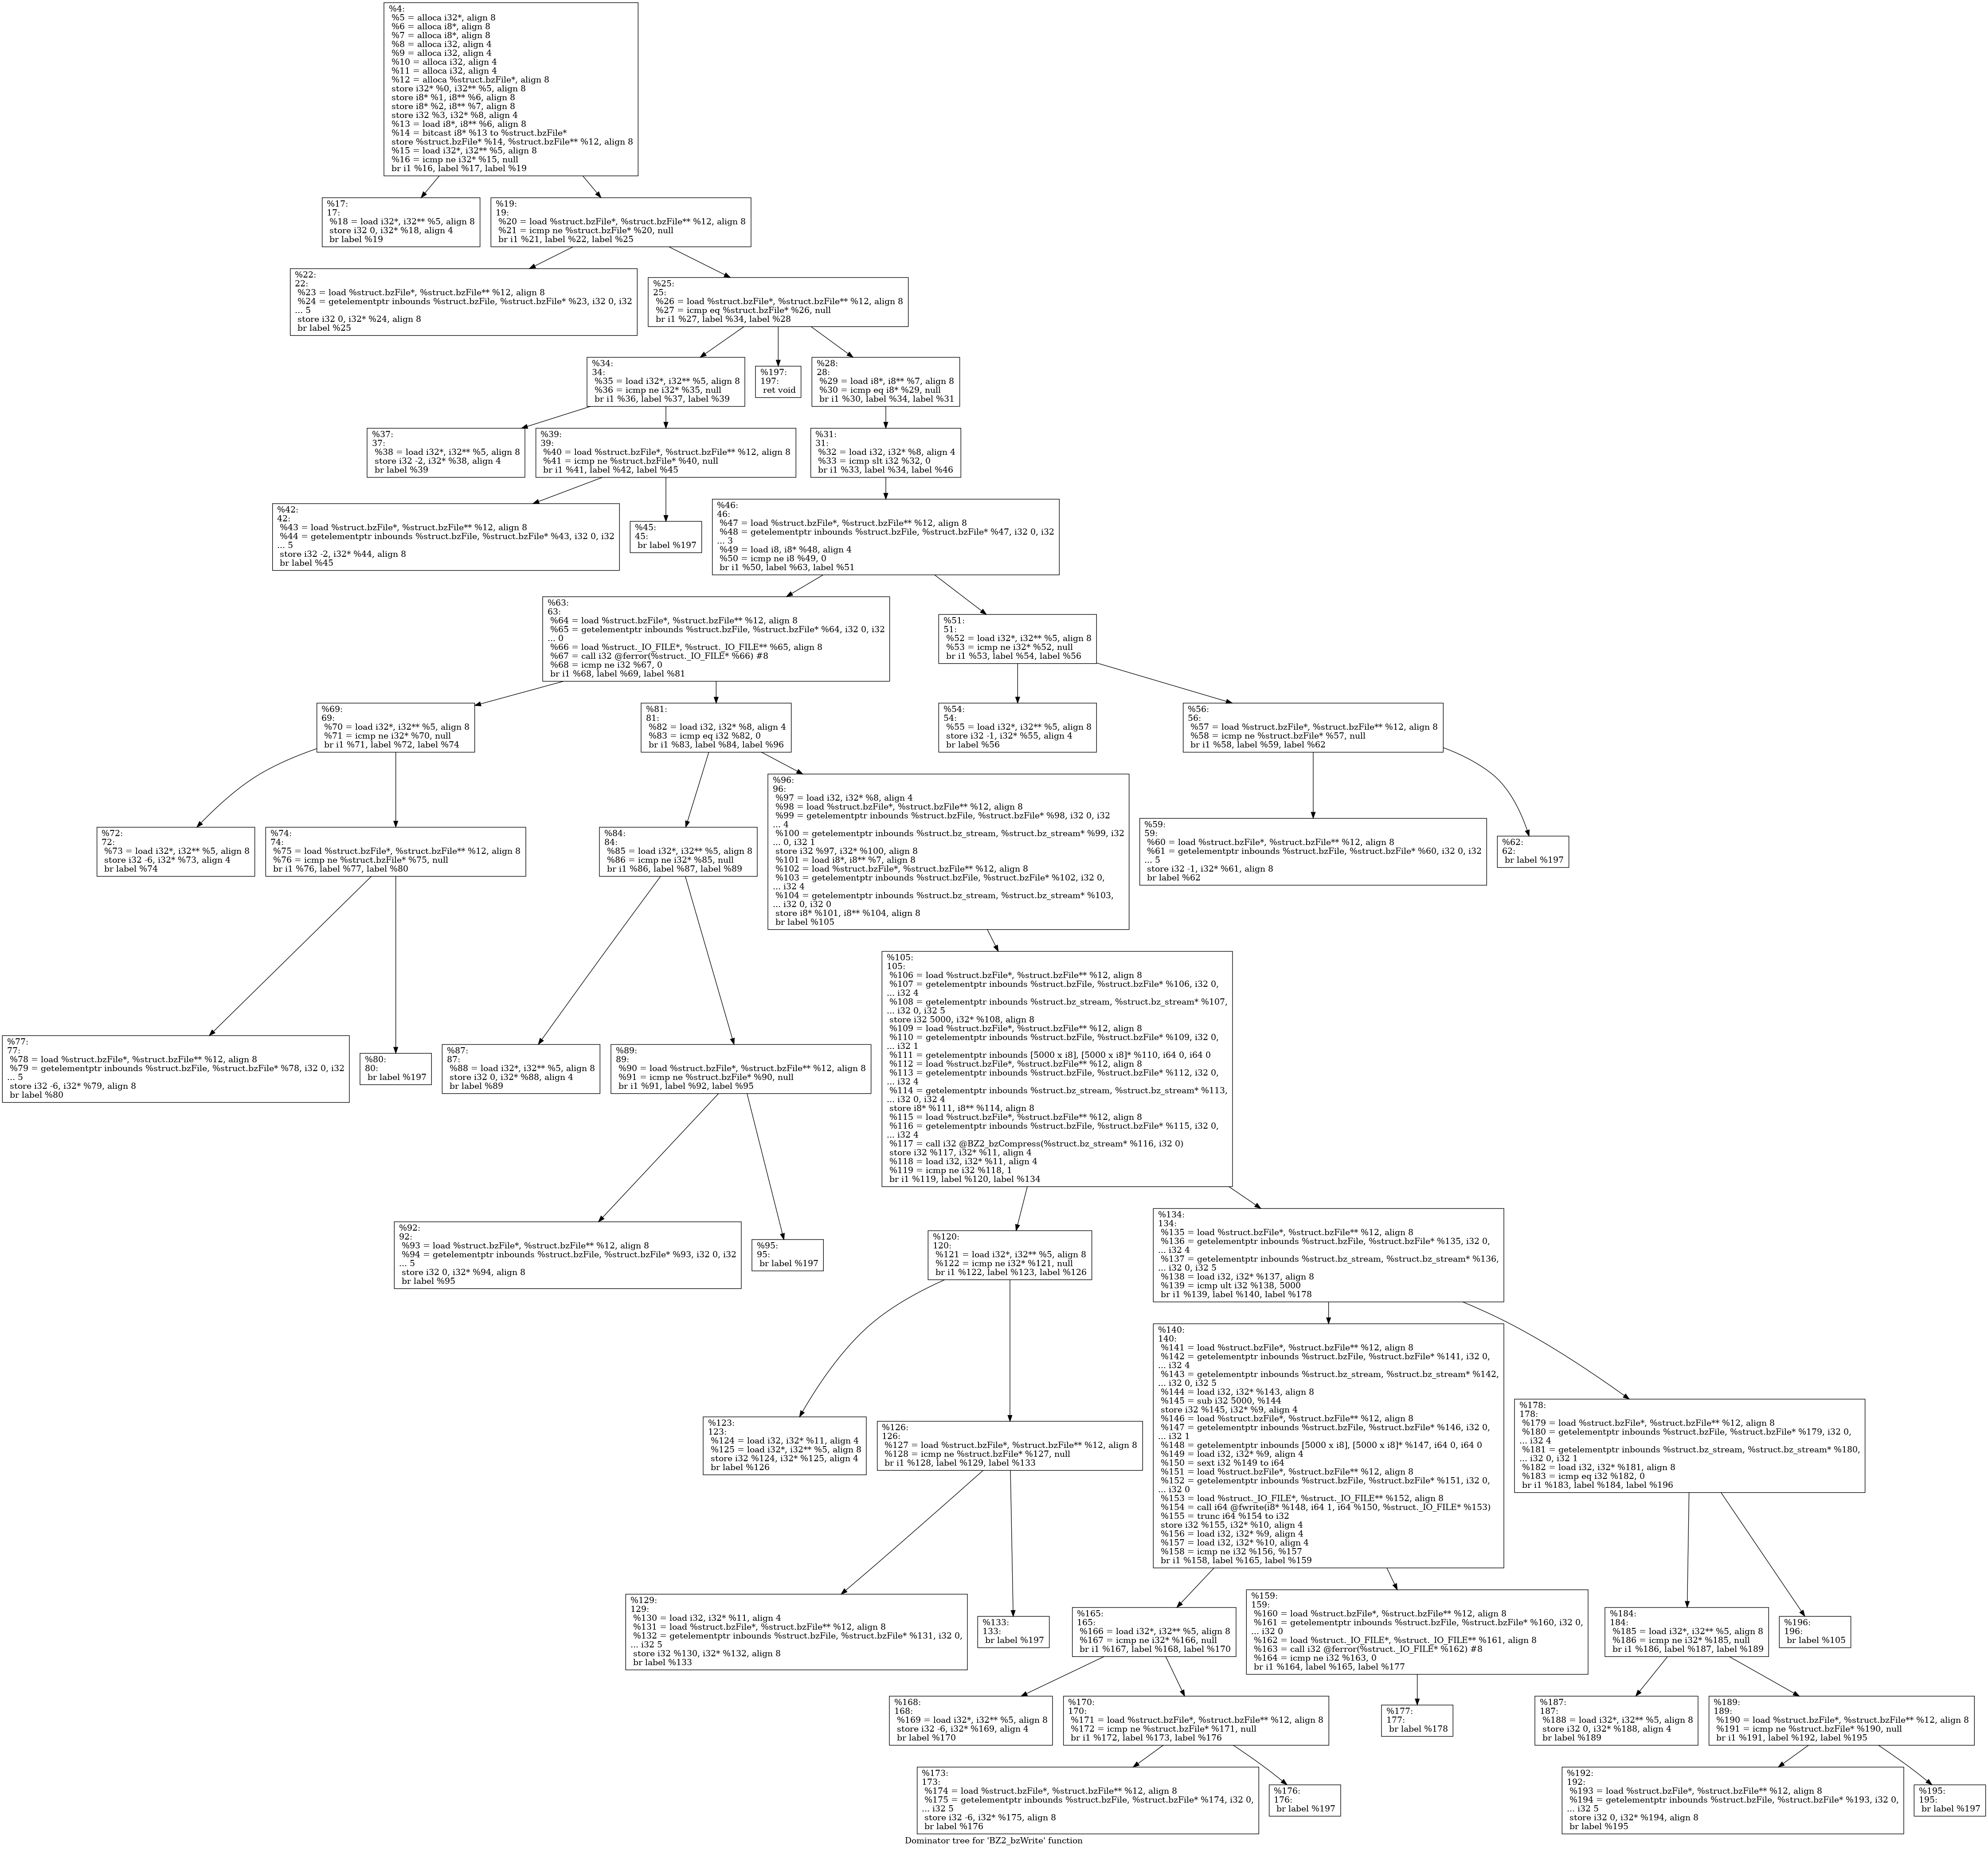 %4:
%5 = alloca i32*, align 8
%6 = alloca i8*, align 8
%7 = alloca i8*, align 8
%8 = alloca i32, align 4
%9 = alloca i32, align 4
%10 = alloca i32, align 4
%11 = alloca i32, align 4
%12 = alloca %struct.bzFile*, align 8
store i32* %0, i32** %5, align 8
store i8* %1, i8** %6, align 8
store i8* %2, i8** %7, align 8
store i32 %3, i32* %8, align 4
%13 = load i8*, i8** %6, align 8
%14 = bitcast i8* %13 to %struct.bzFile*
store %struct.bzFile* %14, %struct.bzFile** %12, align 8
%15 = load i32*, i32** %5, align 8
%16 = icmp ne i32* %15, null
br i1 %16, label %17, label %19
%17:
17:
%18 = load i32*, i32** %5, align 8
store i32 0, i32* %18, align 4
br label %19
%19:
19:
%20 = load %struct.bzFile*, %struct.bzFile** %12, align 8
%21 = icmp ne %struct.bzFile* %20, null
br i1 %21, label %22, label %25
%22:
22:
%23 = load %struct.bzFile*, %struct.bzFile** %12, align 8
%24 = getelementptr inbounds %struct.bzFile, %struct.bzFile* %23, i32 0, i32
... 5
store i32 0, i32* %24, align 8
br label %25
%25:
25:
%26 = load %struct.bzFile*, %struct.bzFile** %12, align 8
%27 = icmp eq %struct.bzFile* %26, null
br i1 %27, label %34, label %28
%34:
34:
%35 = load i32*, i32** %5, align 8
%36 = icmp ne i32* %35, null
br i1 %36, label %37, label %39
%197:
197:
ret void
%28:
28:
%29 = load i8*, i8** %7, align 8
%30 = icmp eq i8* %29, null
br i1 %30, label %34, label %31
%37:
37:
%38 = load i32*, i32** %5, align 8
store i32 -2, i32* %38, align 4
br label %39
%39:
39:
%40 = load %struct.bzFile*, %struct.bzFile** %12, align 8
%41 = icmp ne %struct.bzFile* %40, null
br i1 %41, label %42, label %45
%31:
31:
%32 = load i32, i32* %8, align 4
%33 = icmp slt i32 %32, 0
br i1 %33, label %34, label %46
%42:
42:
%43 = load %struct.bzFile*, %struct.bzFile** %12, align 8
%44 = getelementptr inbounds %struct.bzFile, %struct.bzFile* %43, i32 0, i32
... 5
store i32 -2, i32* %44, align 8
br label %45
%45:
45:
br label %197
%46:
46:
%47 = load %struct.bzFile*, %struct.bzFile** %12, align 8
%48 = getelementptr inbounds %struct.bzFile, %struct.bzFile* %47, i32 0, i32
... 3
%49 = load i8, i8* %48, align 4
%50 = icmp ne i8 %49, 0
br i1 %50, label %63, label %51
%63:
63:
%64 = load %struct.bzFile*, %struct.bzFile** %12, align 8
%65 = getelementptr inbounds %struct.bzFile, %struct.bzFile* %64, i32 0, i32
... 0
%66 = load %struct._IO_FILE*, %struct._IO_FILE** %65, align 8
%67 = call i32 @ferror(%struct._IO_FILE* %66) #8
%68 = icmp ne i32 %67, 0
br i1 %68, label %69, label %81
%51:
51:
%52 = load i32*, i32** %5, align 8
%53 = icmp ne i32* %52, null
br i1 %53, label %54, label %56
%69:
69:
%70 = load i32*, i32** %5, align 8
%71 = icmp ne i32* %70, null
br i1 %71, label %72, label %74
%81:
81:
%82 = load i32, i32* %8, align 4
%83 = icmp eq i32 %82, 0
br i1 %83, label %84, label %96
%54:
54:
%55 = load i32*, i32** %5, align 8
store i32 -1, i32* %55, align 4
br label %56
%56:
56:
%57 = load %struct.bzFile*, %struct.bzFile** %12, align 8
%58 = icmp ne %struct.bzFile* %57, null
br i1 %58, label %59, label %62
%72:
72:
%73 = load i32*, i32** %5, align 8
store i32 -6, i32* %73, align 4
br label %74
%74:
74:
%75 = load %struct.bzFile*, %struct.bzFile** %12, align 8
%76 = icmp ne %struct.bzFile* %75, null
br i1 %76, label %77, label %80
%84:
84:
%85 = load i32*, i32** %5, align 8
%86 = icmp ne i32* %85, null
br i1 %86, label %87, label %89
%96:
96:
%97 = load i32, i32* %8, align 4
%98 = load %struct.bzFile*, %struct.bzFile** %12, align 8
%99 = getelementptr inbounds %struct.bzFile, %struct.bzFile* %98, i32 0, i32
... 4
%100 = getelementptr inbounds %struct.bz_stream, %struct.bz_stream* %99, i32
... 0, i32 1
store i32 %97, i32* %100, align 8
%101 = load i8*, i8** %7, align 8
%102 = load %struct.bzFile*, %struct.bzFile** %12, align 8
%103 = getelementptr inbounds %struct.bzFile, %struct.bzFile* %102, i32 0,
... i32 4
%104 = getelementptr inbounds %struct.bz_stream, %struct.bz_stream* %103,
... i32 0, i32 0
store i8* %101, i8** %104, align 8
br label %105
%59:
59:
%60 = load %struct.bzFile*, %struct.bzFile** %12, align 8
%61 = getelementptr inbounds %struct.bzFile, %struct.bzFile* %60, i32 0, i32
... 5
store i32 -1, i32* %61, align 8
br label %62
%62:
62:
br label %197
%77:
77:
%78 = load %struct.bzFile*, %struct.bzFile** %12, align 8
%79 = getelementptr inbounds %struct.bzFile, %struct.bzFile* %78, i32 0, i32
... 5
store i32 -6, i32* %79, align 8
br label %80
%80:
80:
br label %197
%87:
87:
%88 = load i32*, i32** %5, align 8
store i32 0, i32* %88, align 4
br label %89
%89:
89:
%90 = load %struct.bzFile*, %struct.bzFile** %12, align 8
%91 = icmp ne %struct.bzFile* %90, null
br i1 %91, label %92, label %95
%105:
105:
%106 = load %struct.bzFile*, %struct.bzFile** %12, align 8
%107 = getelementptr inbounds %struct.bzFile, %struct.bzFile* %106, i32 0,
... i32 4
%108 = getelementptr inbounds %struct.bz_stream, %struct.bz_stream* %107,
... i32 0, i32 5
store i32 5000, i32* %108, align 8
%109 = load %struct.bzFile*, %struct.bzFile** %12, align 8
%110 = getelementptr inbounds %struct.bzFile, %struct.bzFile* %109, i32 0,
... i32 1
%111 = getelementptr inbounds [5000 x i8], [5000 x i8]* %110, i64 0, i64 0
%112 = load %struct.bzFile*, %struct.bzFile** %12, align 8
%113 = getelementptr inbounds %struct.bzFile, %struct.bzFile* %112, i32 0,
... i32 4
%114 = getelementptr inbounds %struct.bz_stream, %struct.bz_stream* %113,
... i32 0, i32 4
store i8* %111, i8** %114, align 8
%115 = load %struct.bzFile*, %struct.bzFile** %12, align 8
%116 = getelementptr inbounds %struct.bzFile, %struct.bzFile* %115, i32 0,
... i32 4
%117 = call i32 @BZ2_bzCompress(%struct.bz_stream* %116, i32 0)
store i32 %117, i32* %11, align 4
%118 = load i32, i32* %11, align 4
%119 = icmp ne i32 %118, 1
br i1 %119, label %120, label %134
%92:
92:
%93 = load %struct.bzFile*, %struct.bzFile** %12, align 8
%94 = getelementptr inbounds %struct.bzFile, %struct.bzFile* %93, i32 0, i32
... 5
store i32 0, i32* %94, align 8
br label %95
%95:
95:
br label %197
%120:
120:
%121 = load i32*, i32** %5, align 8
%122 = icmp ne i32* %121, null
br i1 %122, label %123, label %126
%134:
134:
%135 = load %struct.bzFile*, %struct.bzFile** %12, align 8
%136 = getelementptr inbounds %struct.bzFile, %struct.bzFile* %135, i32 0,
... i32 4
%137 = getelementptr inbounds %struct.bz_stream, %struct.bz_stream* %136,
... i32 0, i32 5
%138 = load i32, i32* %137, align 8
%139 = icmp ult i32 %138, 5000
br i1 %139, label %140, label %178
%123:
123:
%124 = load i32, i32* %11, align 4
%125 = load i32*, i32** %5, align 8
store i32 %124, i32* %125, align 4
br label %126
%126:
126:
%127 = load %struct.bzFile*, %struct.bzFile** %12, align 8
%128 = icmp ne %struct.bzFile* %127, null
br i1 %128, label %129, label %133
%140:
140:
%141 = load %struct.bzFile*, %struct.bzFile** %12, align 8
%142 = getelementptr inbounds %struct.bzFile, %struct.bzFile* %141, i32 0,
... i32 4
%143 = getelementptr inbounds %struct.bz_stream, %struct.bz_stream* %142,
... i32 0, i32 5
%144 = load i32, i32* %143, align 8
%145 = sub i32 5000, %144
store i32 %145, i32* %9, align 4
%146 = load %struct.bzFile*, %struct.bzFile** %12, align 8
%147 = getelementptr inbounds %struct.bzFile, %struct.bzFile* %146, i32 0,
... i32 1
%148 = getelementptr inbounds [5000 x i8], [5000 x i8]* %147, i64 0, i64 0
%149 = load i32, i32* %9, align 4
%150 = sext i32 %149 to i64
%151 = load %struct.bzFile*, %struct.bzFile** %12, align 8
%152 = getelementptr inbounds %struct.bzFile, %struct.bzFile* %151, i32 0,
... i32 0
%153 = load %struct._IO_FILE*, %struct._IO_FILE** %152, align 8
%154 = call i64 @fwrite(i8* %148, i64 1, i64 %150, %struct._IO_FILE* %153)
%155 = trunc i64 %154 to i32
store i32 %155, i32* %10, align 4
%156 = load i32, i32* %9, align 4
%157 = load i32, i32* %10, align 4
%158 = icmp ne i32 %156, %157
br i1 %158, label %165, label %159
%178:
178:
%179 = load %struct.bzFile*, %struct.bzFile** %12, align 8
%180 = getelementptr inbounds %struct.bzFile, %struct.bzFile* %179, i32 0,
... i32 4
%181 = getelementptr inbounds %struct.bz_stream, %struct.bz_stream* %180,
... i32 0, i32 1
%182 = load i32, i32* %181, align 8
%183 = icmp eq i32 %182, 0
br i1 %183, label %184, label %196
%129:
129:
%130 = load i32, i32* %11, align 4
%131 = load %struct.bzFile*, %struct.bzFile** %12, align 8
%132 = getelementptr inbounds %struct.bzFile, %struct.bzFile* %131, i32 0,
... i32 5
store i32 %130, i32* %132, align 8
br label %133
%133:
133:
br label %197
%165:
165:
%166 = load i32*, i32** %5, align 8
%167 = icmp ne i32* %166, null
br i1 %167, label %168, label %170
%159:
159:
%160 = load %struct.bzFile*, %struct.bzFile** %12, align 8
%161 = getelementptr inbounds %struct.bzFile, %struct.bzFile* %160, i32 0,
... i32 0
%162 = load %struct._IO_FILE*, %struct._IO_FILE** %161, align 8
%163 = call i32 @ferror(%struct._IO_FILE* %162) #8
%164 = icmp ne i32 %163, 0
br i1 %164, label %165, label %177
%184:
184:
%185 = load i32*, i32** %5, align 8
%186 = icmp ne i32* %185, null
br i1 %186, label %187, label %189
%196:
196:
br label %105
%168:
168:
%169 = load i32*, i32** %5, align 8
store i32 -6, i32* %169, align 4
br label %170
%170:
170:
%171 = load %struct.bzFile*, %struct.bzFile** %12, align 8
%172 = icmp ne %struct.bzFile* %171, null
br i1 %172, label %173, label %176
%177:
177:
br label %178
%187:
187:
%188 = load i32*, i32** %5, align 8
store i32 0, i32* %188, align 4
br label %189
%189:
189:
%190 = load %struct.bzFile*, %struct.bzFile** %12, align 8
%191 = icmp ne %struct.bzFile* %190, null
br i1 %191, label %192, label %195
%173:
173:
%174 = load %struct.bzFile*, %struct.bzFile** %12, align 8
%175 = getelementptr inbounds %struct.bzFile, %struct.bzFile* %174, i32 0,
... i32 5
store i32 -6, i32* %175, align 8
br label %176
%176:
176:
br label %197
%192:
192:
%193 = load %struct.bzFile*, %struct.bzFile** %12, align 8
%194 = getelementptr inbounds %struct.bzFile, %struct.bzFile* %193, i32 0,
... i32 5
store i32 0, i32* %194, align 8
br label %195
%195:
195:
br label %197
Dominator tree for 'BZ2_bzWrite' function